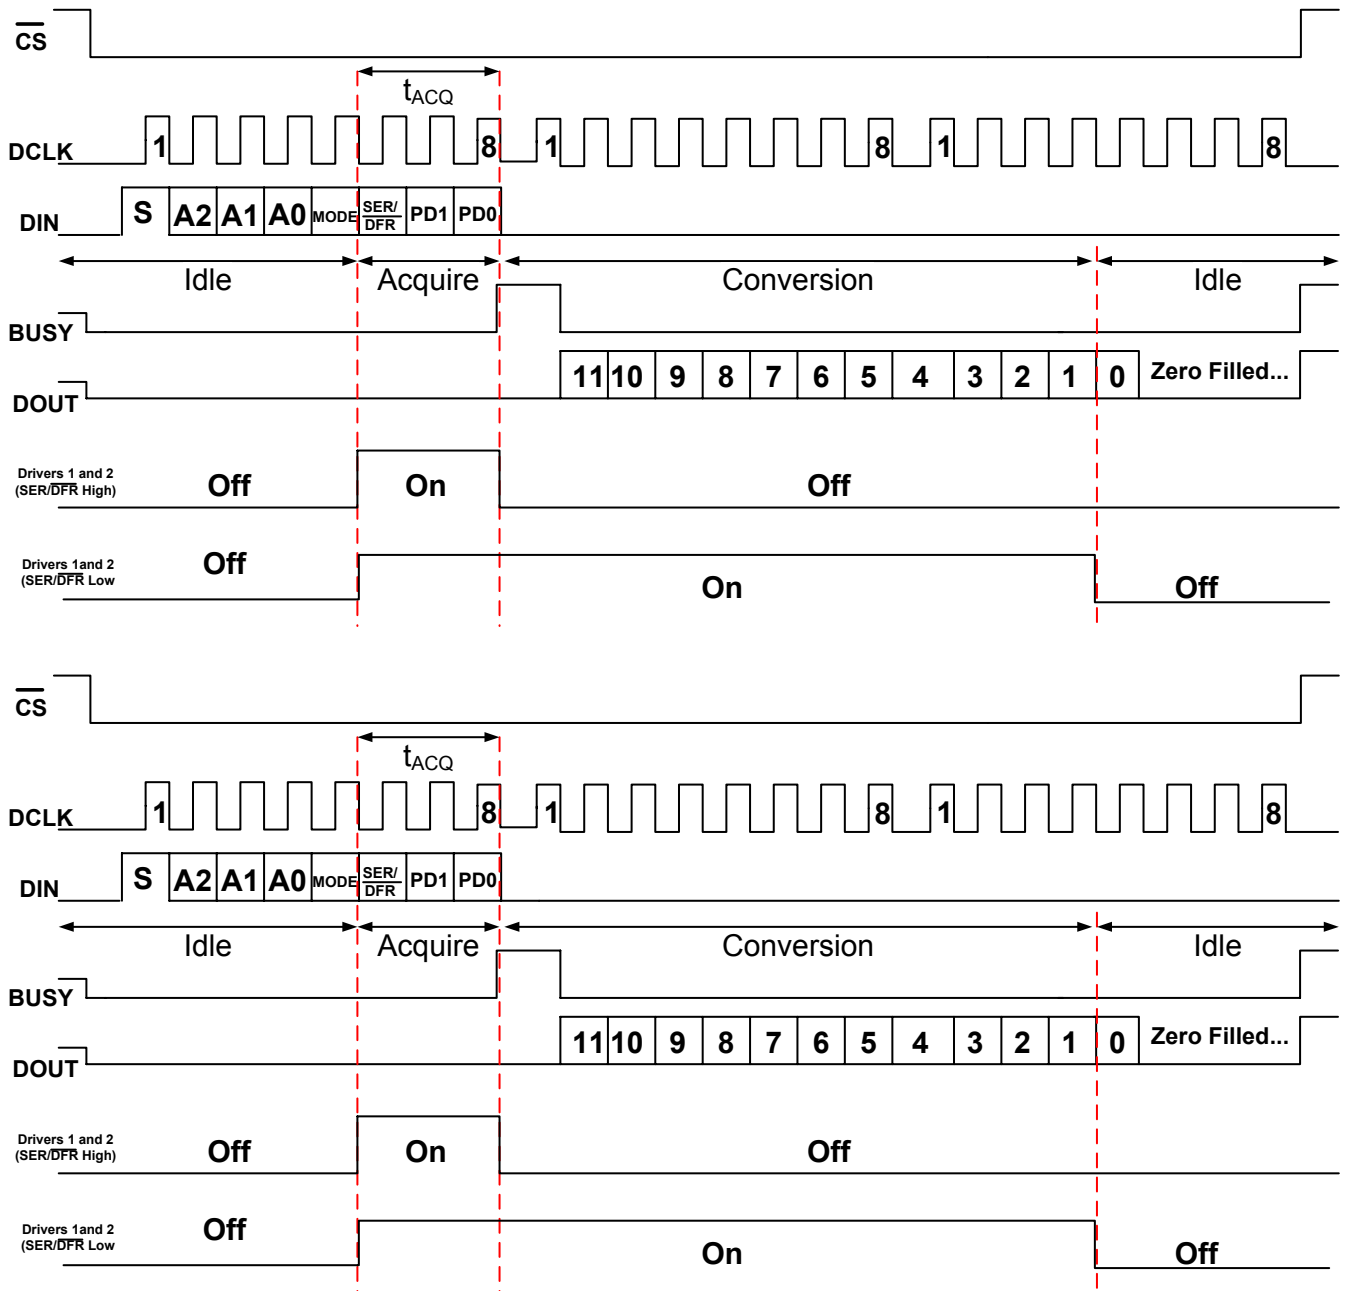 CS
tACQ
DCLK 1 8 1 8 1 8
DIN S A2 A1 A0 MODE SER/DFR PD1 PD0
Idle Acquire Conversion Idle
BUSY
DOUT 11 10 9 8 7 6 5 4 3 2 1 0 Zero Filled...
Drivers 1 and 2
(SER/DFR High)
Off On Off
Drivers 1and 2
(SER/DFR Low
Off On Off
CS
tACQ
DCLK 1 8 1 8 1 8
DIN S A2 A1 A0 MODE SER/DFR PD1 PD0
Idle Acquire Conversion Idle
BUSY
DOUT 11 10 9 8 7 6 5 4 3 2 1 0 Zero Filled...
Drivers 1 and 2
(SER/DFR High)
Off On Off
Drivers 1and 2
(SER/DFR Low
Off On Off